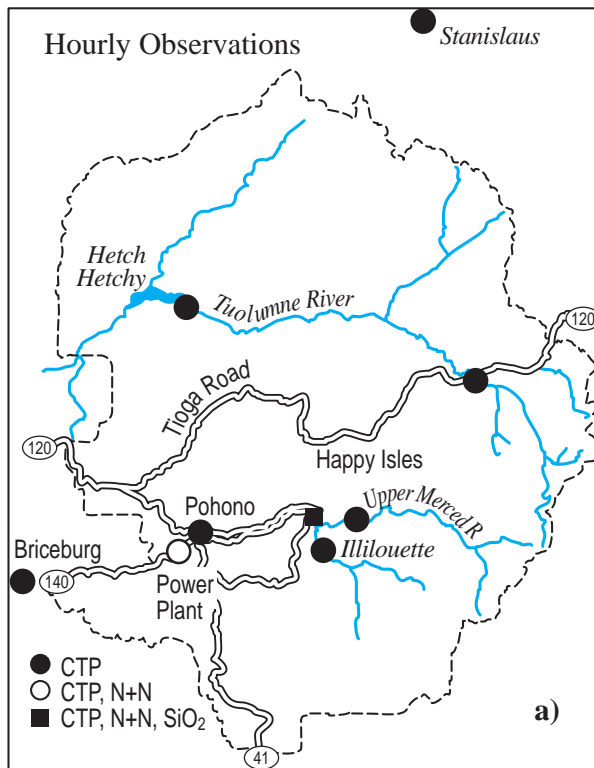 Hourly Observations
Stanislaus
Hetch
Hetchy
Tuolumne River
120
Tioga Road
120
Happy Isles
Pohono
Upper Merced R
Briceburg
Illilouette
140
Power
Plant
CTP
CTP, N+N
CTP, N+N, SiO₂
a)
41